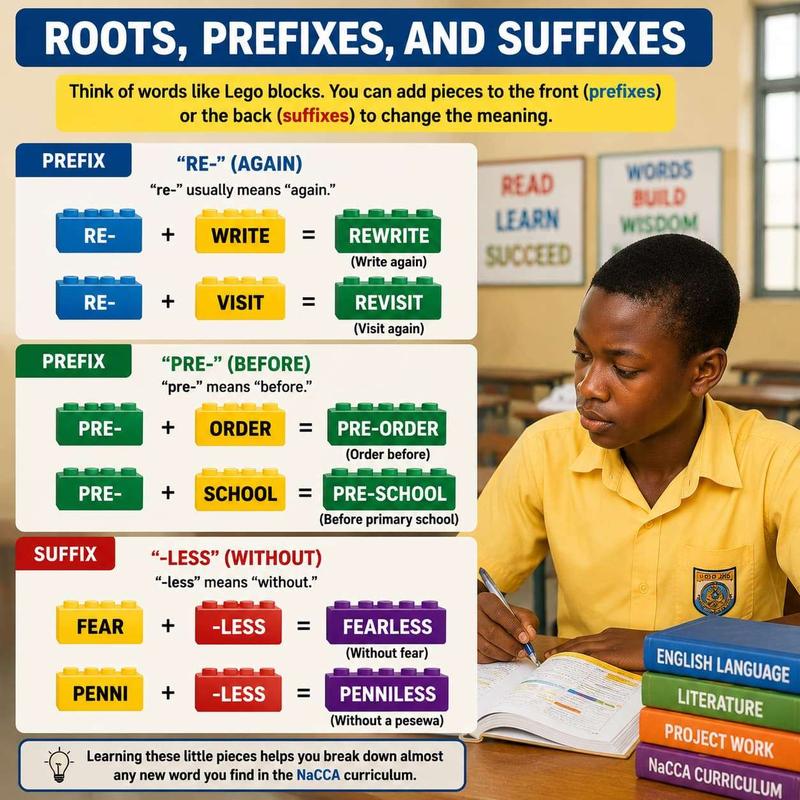 ROOTS, PREFIXES, AND SUFFIXES
Think of words like Lego blocks. You can add pieces to the front (prefixes)
or the back (suffixes) to change the meaning.
PREFIX
“RE-” (AGAIN)
“re-” usually means “again.”
RE- + WRITE = REWRITE
(Write again)
RE- + VISIT = REVISIT
(Visit again)
PREFIX
“PRE-” (BEFORE)
“pre-” means “before.”
PRE- + ORDER = PRE-ORDER
(Order before)
PRE- + SCHOOL = PRE-SCHOOL
(Before primary school)
SUFFIX
“-LESS” (WITHOUT)
“-less” means “without.”
FEAR + -LESS = FEARLESS
(Without fear)
PENNI + -LESS = PENNILESS
(Without a pesewa)
Learning these little pieces helps you break down almost
any new word you find in the NaCCA curriculum.
READ
LEARN
SUCCEED
WORDS
BUILD
WISDOM
ENGLISH LANGUAGE
LITERATURE
PROJECT WORK
NaCCA CURRICULUM